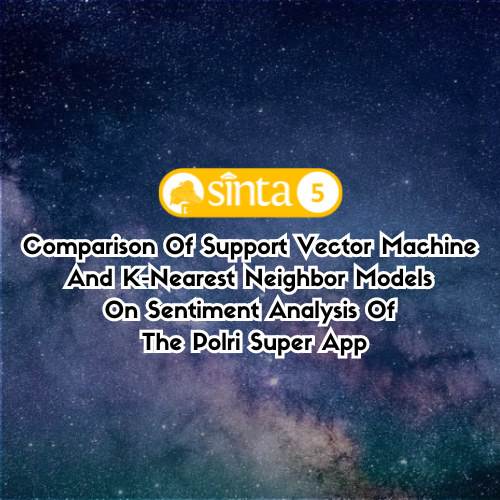 sinta 5
Comparison Of Support Vector Machine
And K-Nearest Neighbor Models
On Sentiment Analysis Of
The Polri Super App